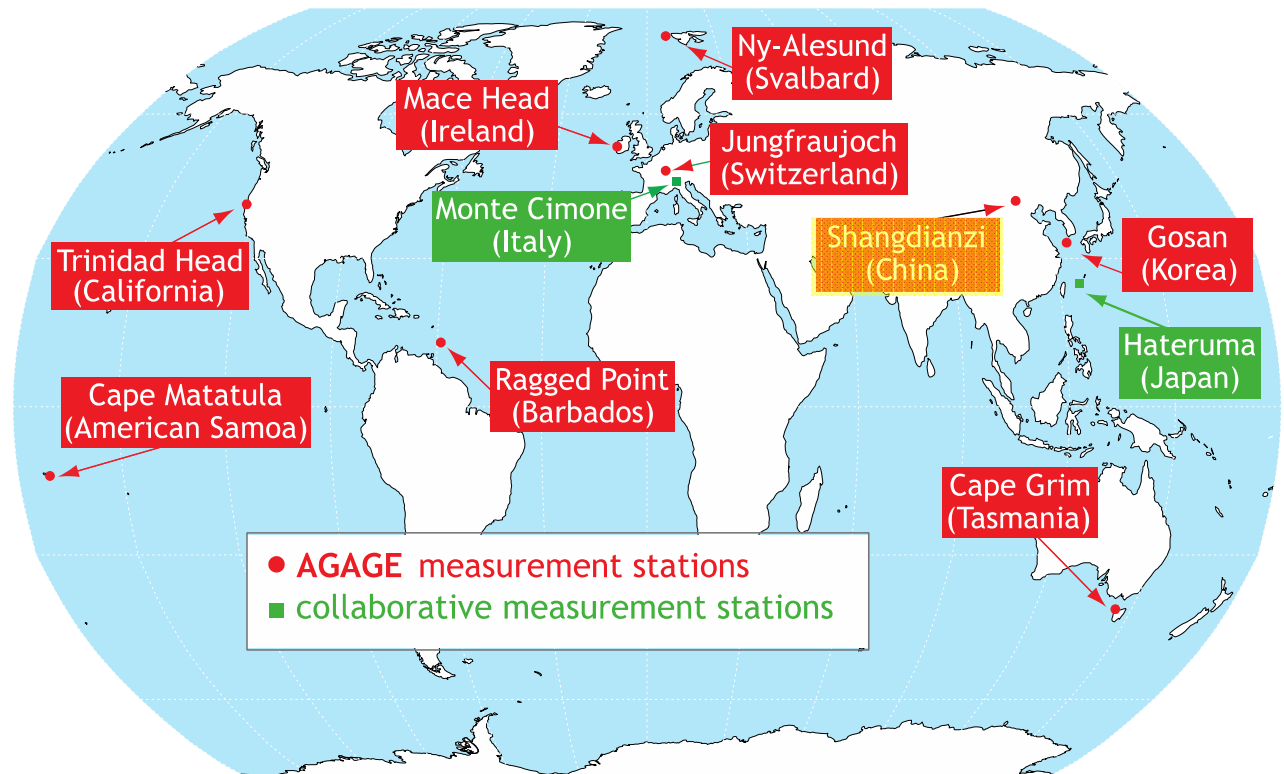 Ny-Alesund
(Svalbard)
Mace Head
(Ireland)
Jungfraujoch
(Switzerland)
Monte Cimone
(Italy)
Shangdianzi
(China)
Gosan
(Korea)
Trinidad Head
(California)
Hateruma
(Japan)
Ragged Point
(Barbados)
Cape Matatula
(American Samoa)
Cape Grim
(Tasmania)
AGAGE measurement stations
collaborative measurement stations